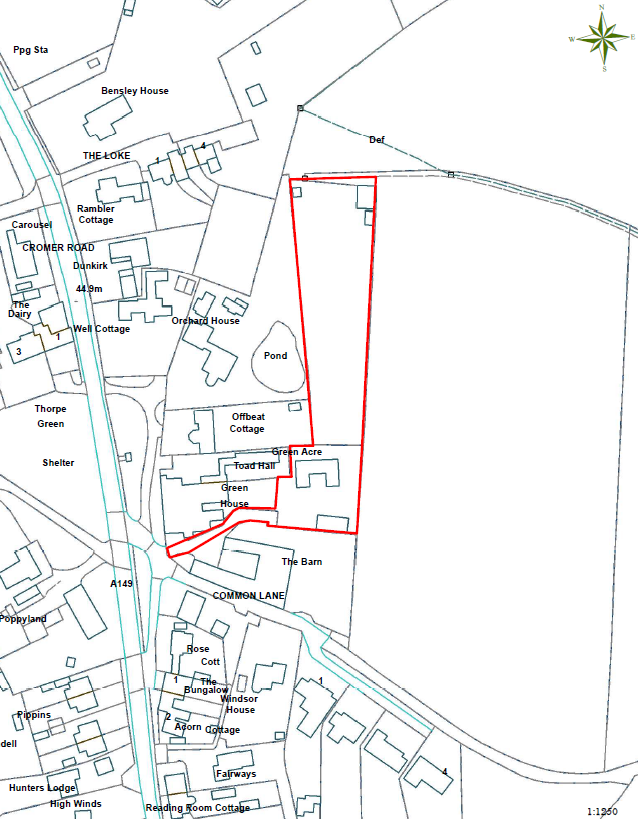 N
W
E
S
Ppg Sta
Bensley House
Def
4
THE LOKE
1
Rambler
Cottage
Carousel
CROMER ROAD
Dunkirk
44.9m
The
Dairy
Orchard House
Well Cottage
1
3
Pond
Thorpe
Green
Offbeat
Cottage
Green Acre
Shelter
Toad Hall
Green
House
The Barn
A149
COMMON LANE
Poppyland
Rose
Cott
1
The
Bungalow
1
Windsor
House
Pippins
2
Acorn
Cottage
dell
Fairways
4
Hunters Lodge
High Winds
Reading Room Cottage
1:1250